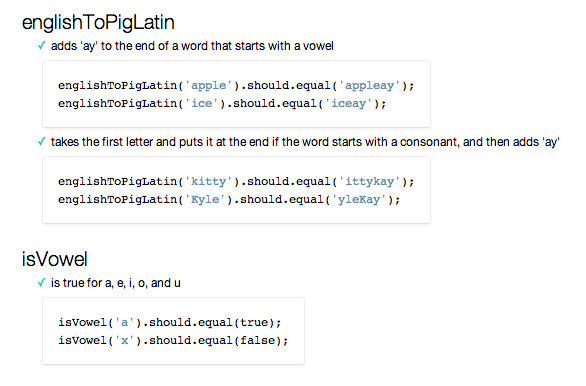 englishToPigLatin
✓ adds 'ay' to the end of a word that starts with a vowel
englishToPigLatin('apple').should.equal('appleay');
englishToPigLatin('ice').should.equal('iceay');
✓ takes the first letter and puts it at the end if the word starts with a consonant, and then adds 'ay'
englishToPigLatin('kitty').should.equal('ittykay');
englishToPigLatin('Kyle').should.equal('yleKay');
isVowel
✓ is true for a, e, i, o, and u
isVowel('a').should.equal(true);
isVowel('x').should.equal(false);